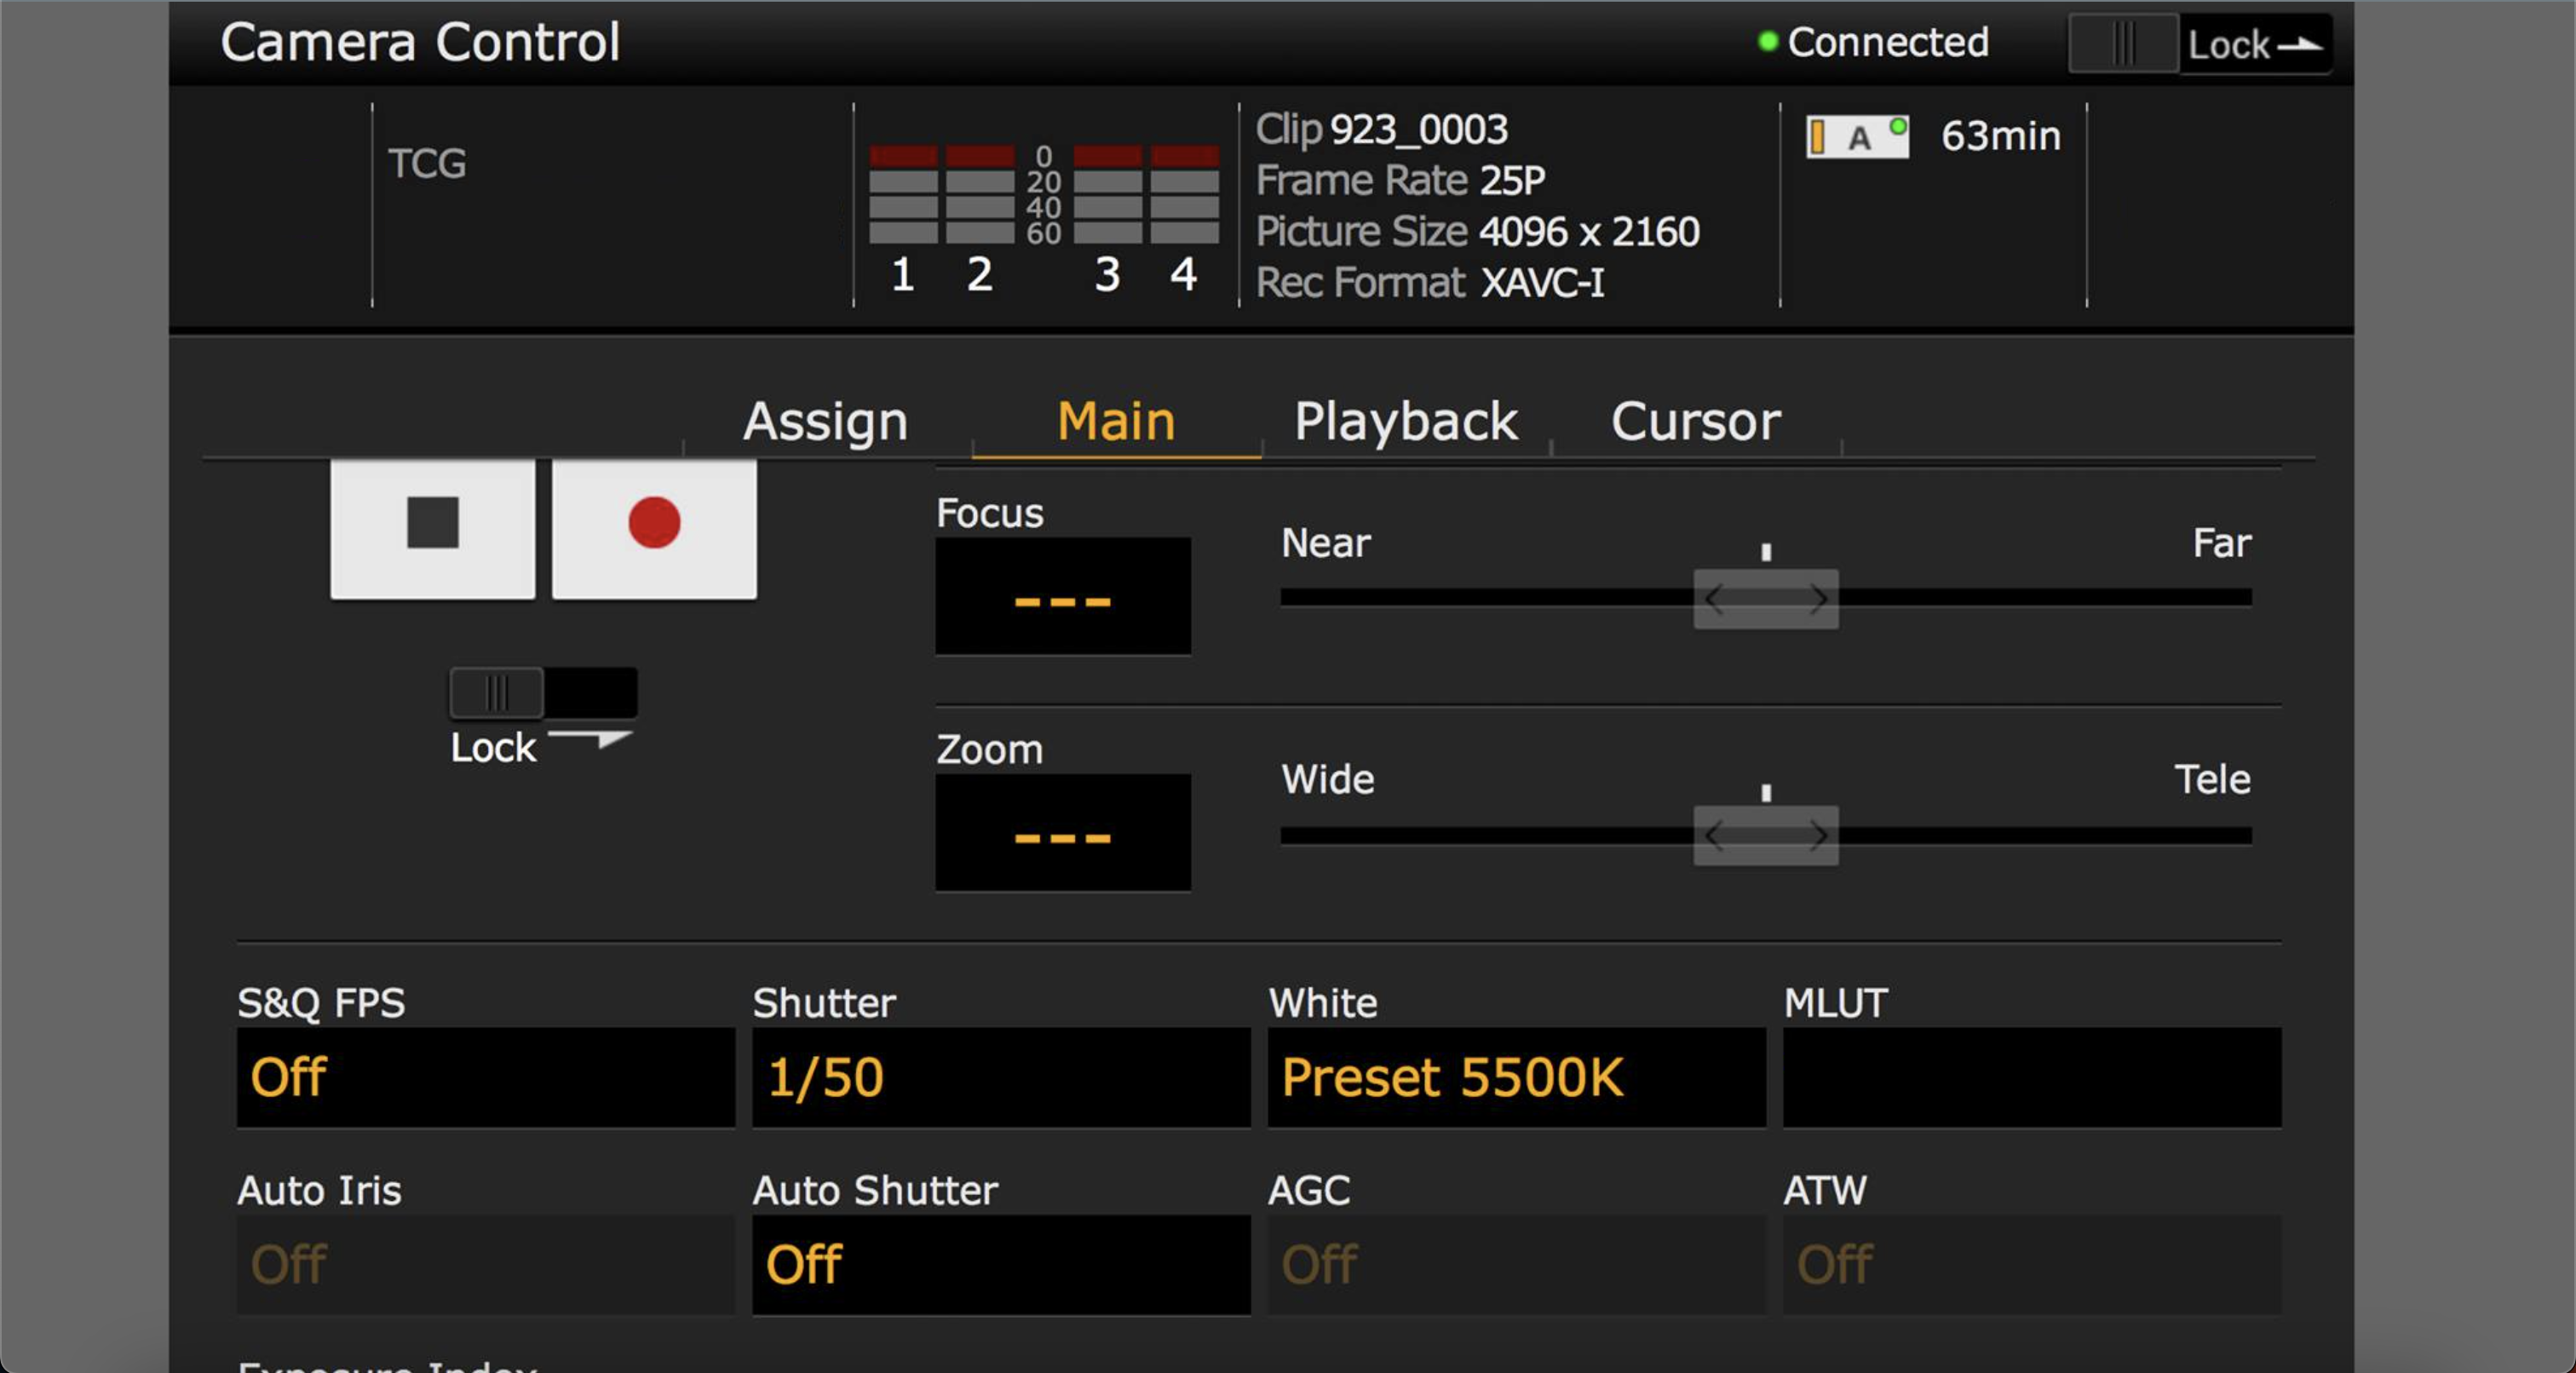 Camera Control
Connected
Lock
TCG
0
20
40
60
1 2 3 4
Clip 923_0003
Frame Rate 25P
Picture Size 4096 x 2160
Rec Format XAVC-I
A 63min
Assign Main Playback Cursor
Focus
---
Near Far
Lock
Zoom
---
Wide Tele
S&Q FPS Shutter White MLUT
Off 1/50 Preset 5500K
Auto Iris Auto Shutter AGC ATW
Off Off Off Off
Exposure Index